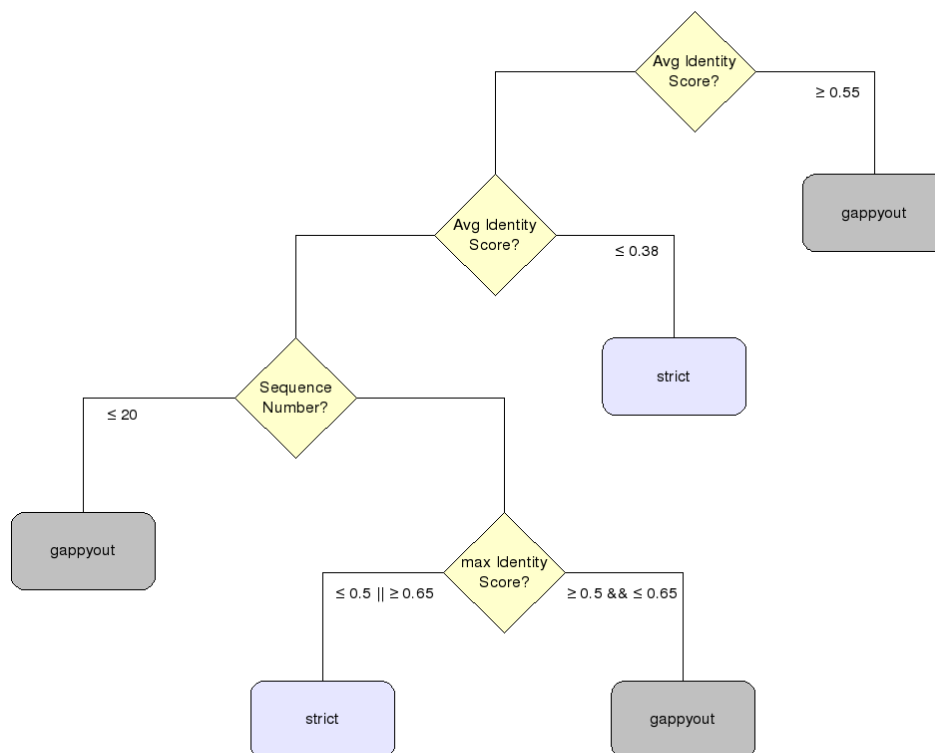 Avg Identity
Score?
≥ 0.55
gappyout
Avg Identity
Score?
≤ 0.38
strict
Sequence
Number?
≤ 20
gappyout
max Identity
Score?
≤ 0.5 || ≥ 0.65
≥ 0.5 && ≤ 0.65
strict
gappyout